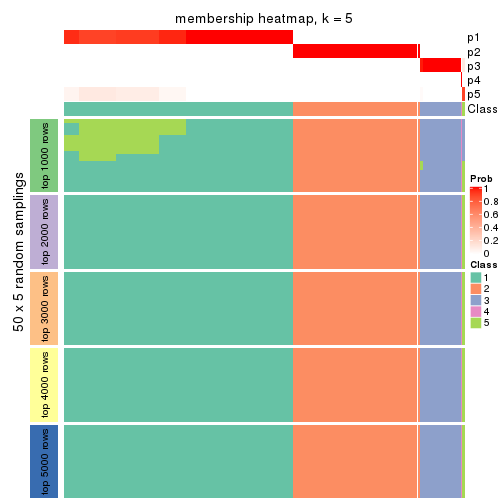 membership heatmap, k = 5
p1
p2
p3
p4
p5
Class
50 x 5 random samplings
top 1000 rows
top 2000 rows
top 3000 rows
top 4000 rows
top 5000 rows
Prob
1
0.8
0.6
0.4
0.2
0
Class
1
2
3
4
5